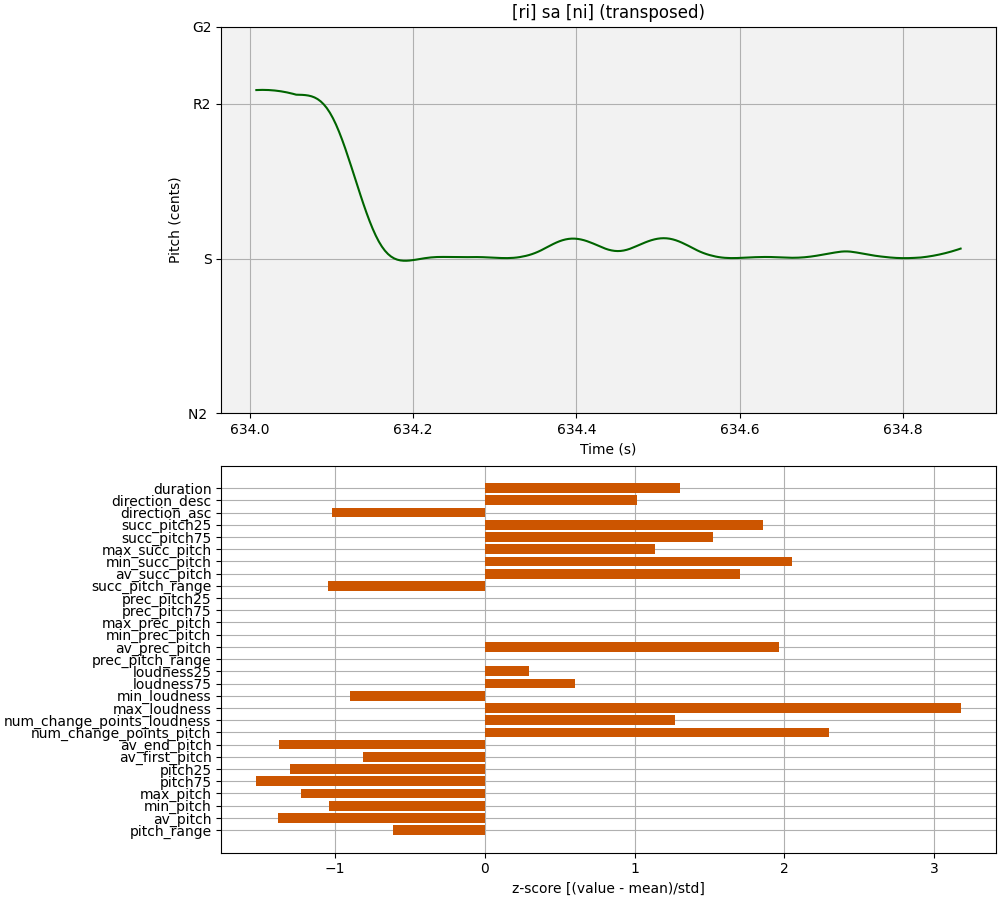 [ri] sa [ni] (transposed)
G2
R2
S
N2
Pitch (cents)
634.0 634.2 634.4 634.6 634.8
Time (s)
duration
direction_desc
direction_asc
succ_pitch25
succ_pitch75
max_succ_pitch
min_succ_pitch
av_succ_pitch
succ_pitch_range
prec_pitch25
prec_pitch75
max_prec_pitch
min_prec_pitch
av_prec_pitch
prec_pitch_range
loudness25
loudness75
min_loudness
max_loudness
num_change_points_loudness
num_change_points_pitch
av_end_pitch
av_first_pitch
pitch25
pitch75
max_pitch
min_pitch
av_pitch
pitch_range
−1 0 1 2 3
z-score [(value - mean)/std]